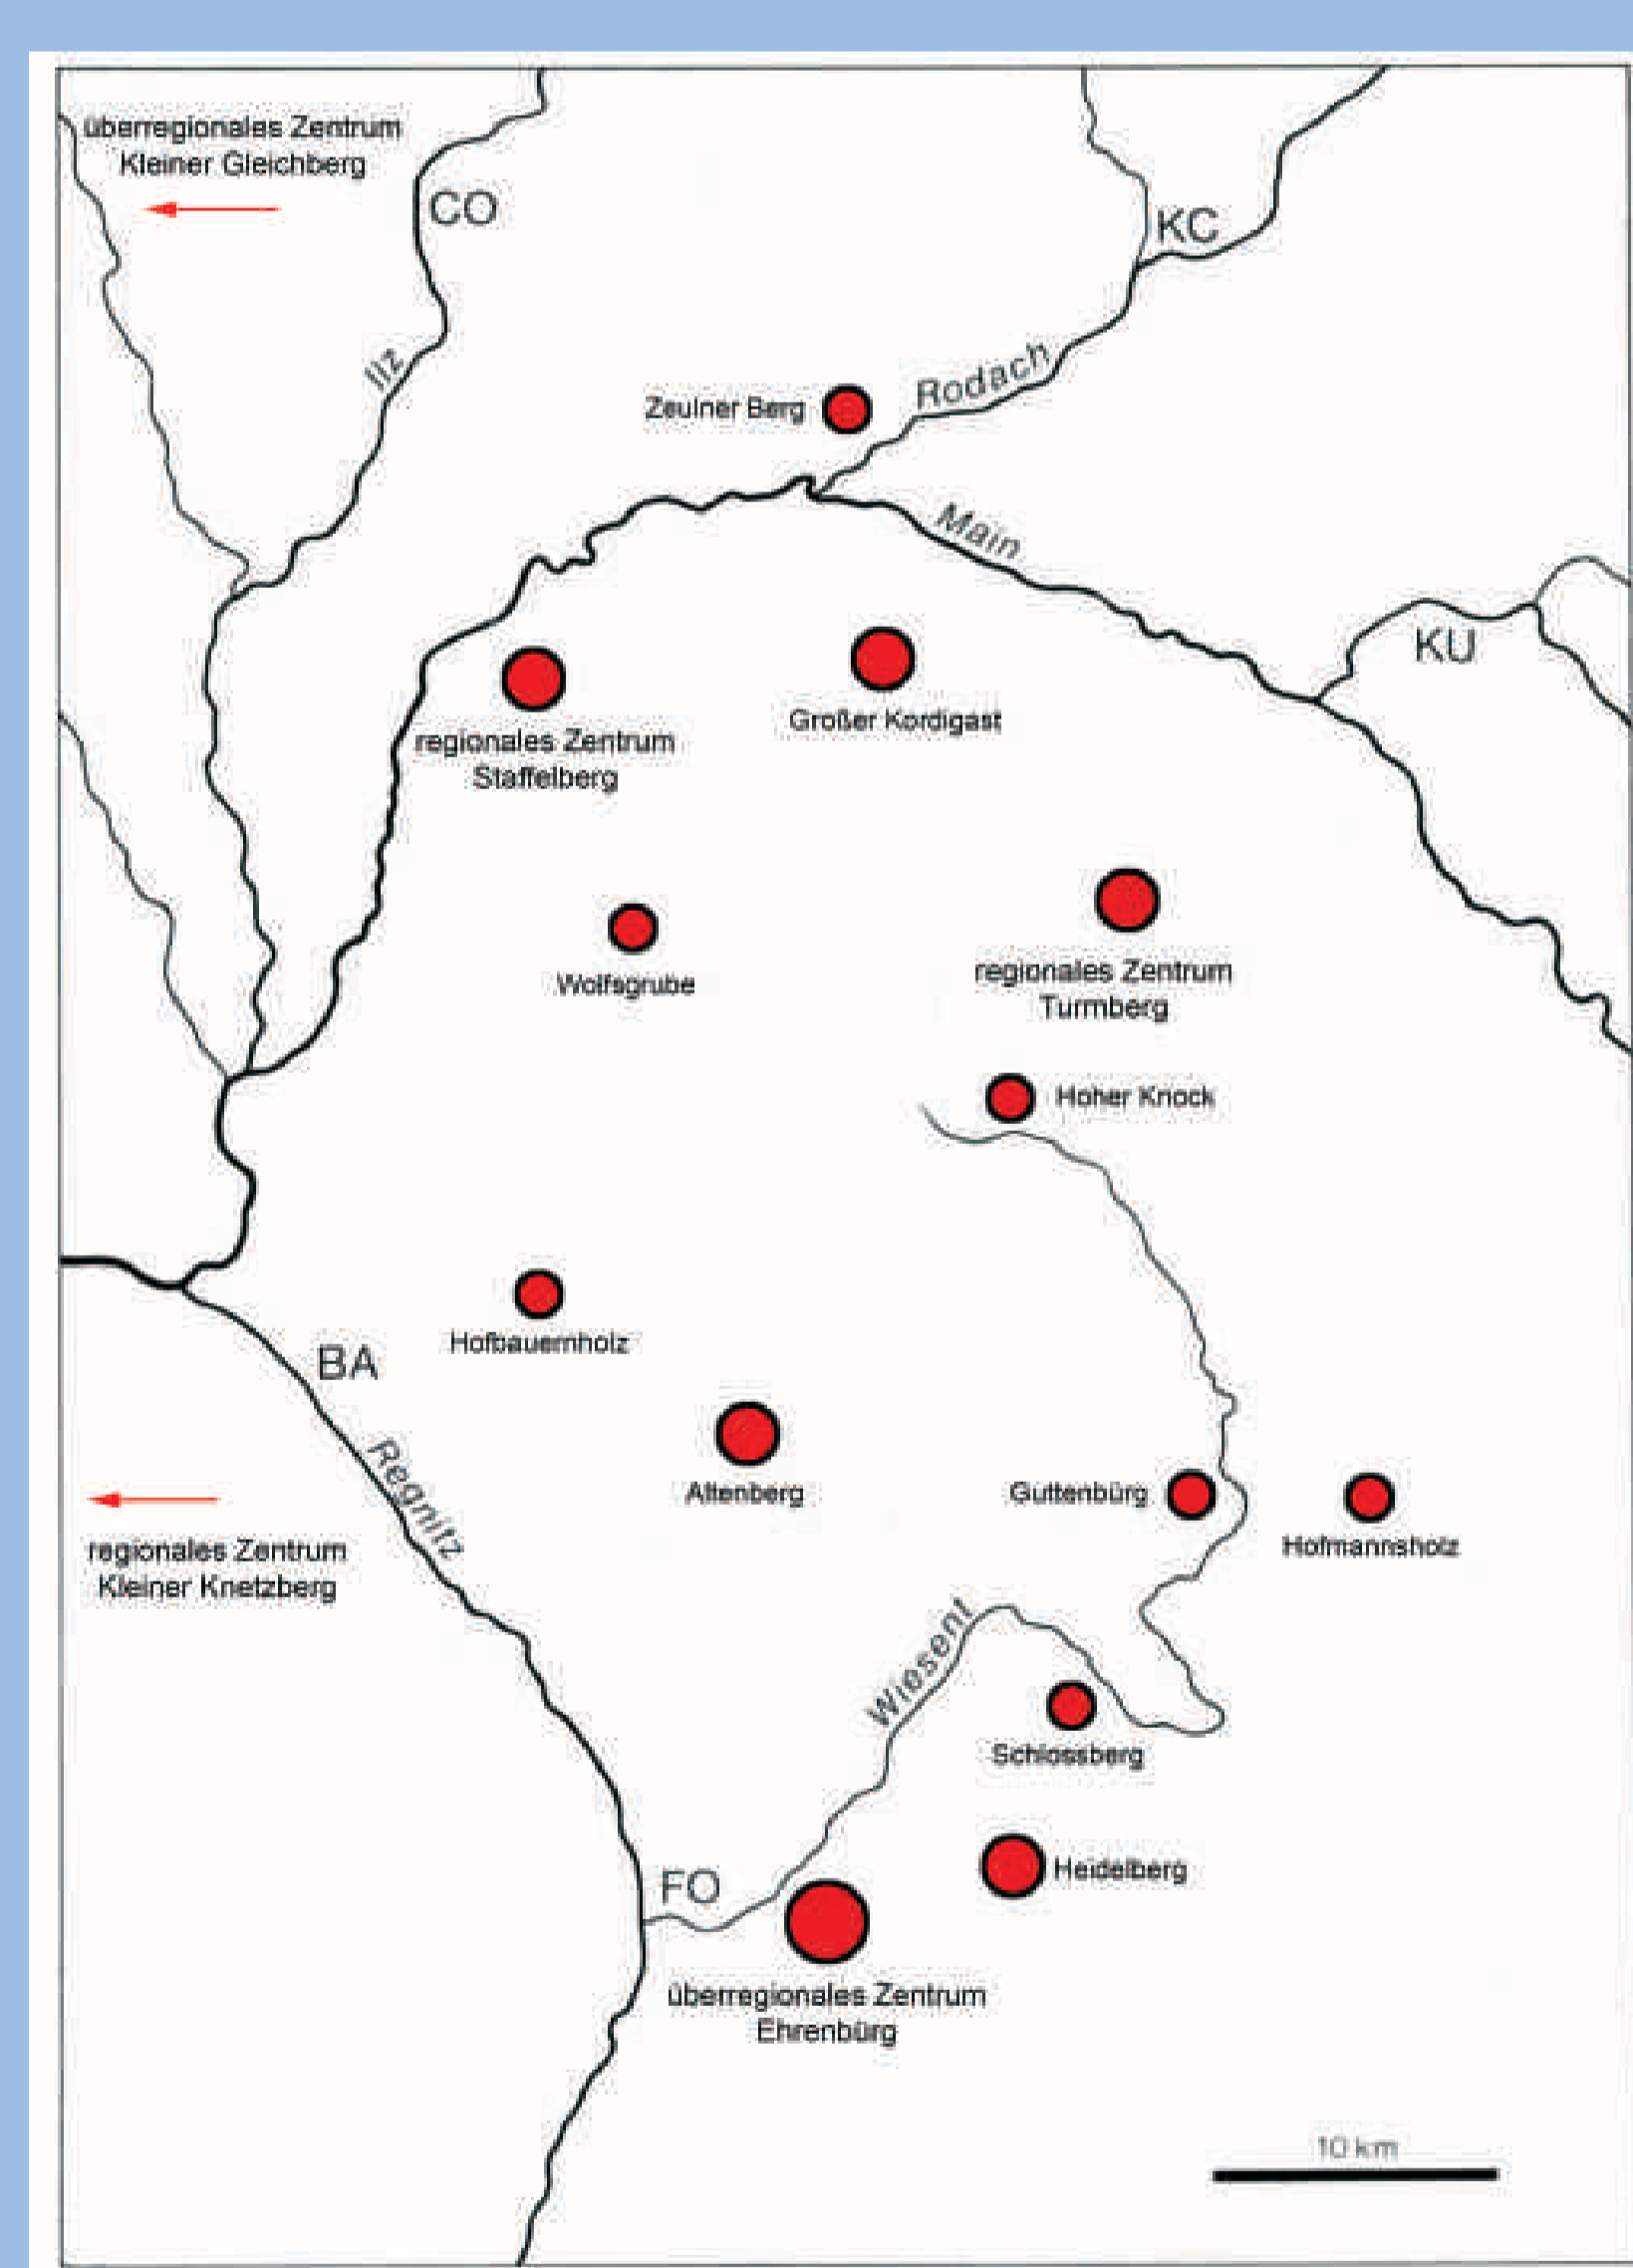 überregionales Zentrum
Kleiner Gleichberg
CO
KC
Ilz
Rodach
Zeulner Berg
Main
KU
Großer Kordigast
regionales Zentrum
Staffelberg
regionales Zentrum
Turmberg
Wolfsgrube
Hoher Knock
Hofbauernholz
BA
Regnitz
Altenberg
Guttenbürg
Hofmannsholz
regionales Zentrum
Kleiner Knetzberg
Wiesent
Schlossberg
Heidelberg
FO
überregionales Zentrum
Ehrenbürg
10 km